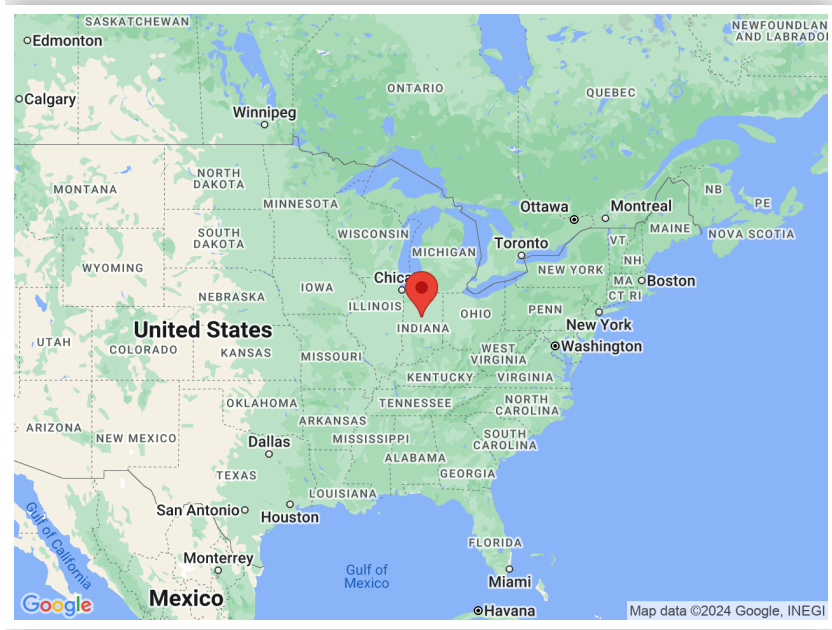 SASKATCHEWAN
NEWFOUNDLAN
AND LABRADOR
Edmonton
ONTARIO
QUEBEC
Calgary
Winnipeg
NORTH
DAKOTA
MONTANA
MINNESOTA
NB
PE
Ottawa
Montreal
SOUTH
DAKOTA
WISCONSIN
MICHIGAN
Toronto
VT
MAINE
NOVA SCOTIA
WYOMING
NH
NEW YORK
Chica
MA
Boston
NEBRASKA
IOWA
ILLINOIS
CT RI
OHIO
PENN
New York
United States
INDIANA
UTAH
COLORADO
KANSAS
MISSOURI
WEST
VIRGINIA
Washington
KENTUCKY
VIRGINIA
OKLAHOMA
TENNESSEE
NORTH
CAROLINA
ARIZONA
NEW MEXICO
ARKANSAS
MISSISSIPPI
SOUTH
CAROLINA
Dallas
ALABAMA
GEORGIA
TEXAS
LOUISIANA
San Antonio
Houston
Gulf of California
FLORIDA
Monterrey
Gulf of
Mexico
Miami
Mexico
Google
Havana
Map data ©2024 Google, INEGI